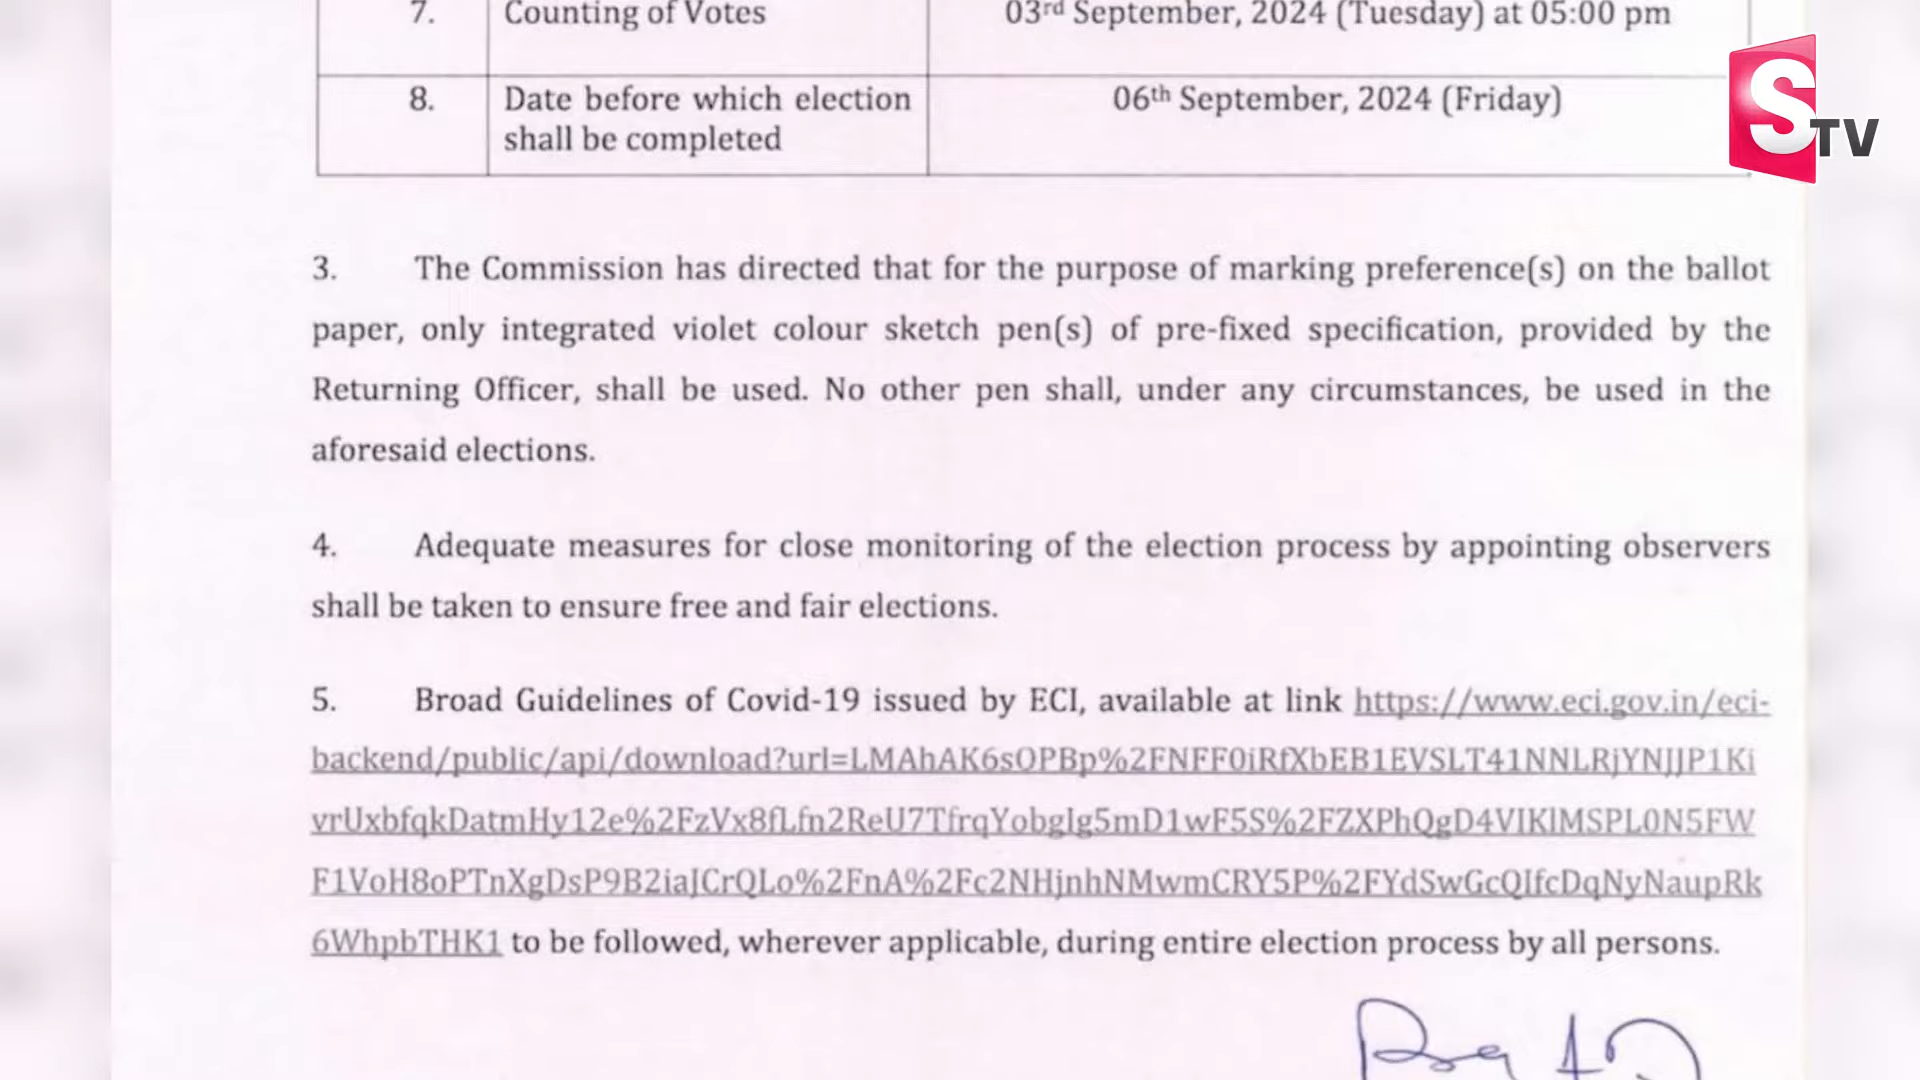 7. Counting of Votes 03rd September, 2024 (Tuesday) at 05:00 pm
8. Date before which election 06th September, 2024 (Friday)
shall be completed
STV
3. The Commission has directed that for the purpose of marking preference(s) on the ballot
paper, only integrated violet colour sketch pen(s) of pre-fixed specification, provided by the
Returning Officer, shall be used. No other pen shall, under any circumstances, be used in the
aforesaid elections.
4. Adequate measures for close monitoring of the election process by appointing observers
shall be taken to ensure free and fair elections.
5. Broad Guidelines of Covid-19 issued by ECI, available at link https://www.eci.gov.in/eci-
backend/public/api/download?url=LMAhAK6sOPBp%2FNFF0iRfXbEB1EVSLT41NNLRjYNJJP1Ki
vrUxbfqkDatmHy12e%2FzVx8fLfn2ReU7TfrqYobgIg5mD1wF5S%2FZXPhQgD4VIKlMSPL0N5FW
F1VoH8oPTnXgDsP9B2iaJCrQLo%2FnA%2Fc2NHjnhNMwmCRY5P%2FYdSwGcQIfcDqNyNaupRk
6WhpbTHK1 to be followed, wherever applicable, during entire election process by all persons.